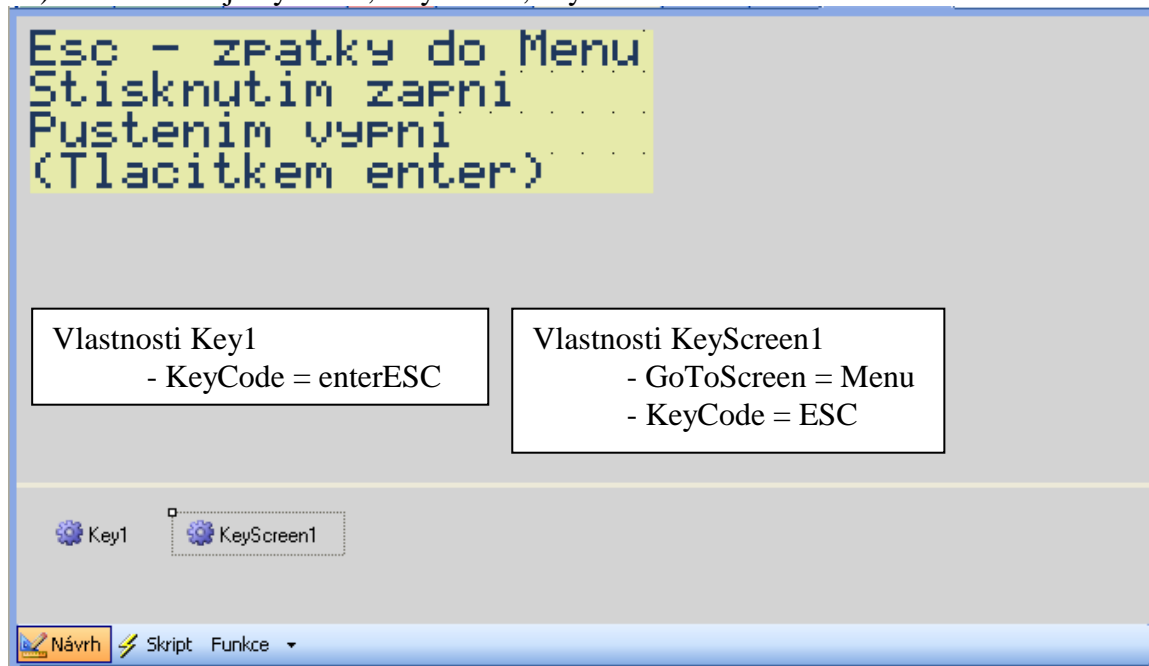 Esc - zpatky do Menu
Stisknutim zapni
Pustenim vypni
(Tlacitkem enter)
Vlastnosti Key1
- KeyCode = enterESC
Vlastnosti KeyScreen1
- GoToScreen = Menu
- KeyCode = ESC
Key1
KeyScreen1
Návrh Skript Funkce